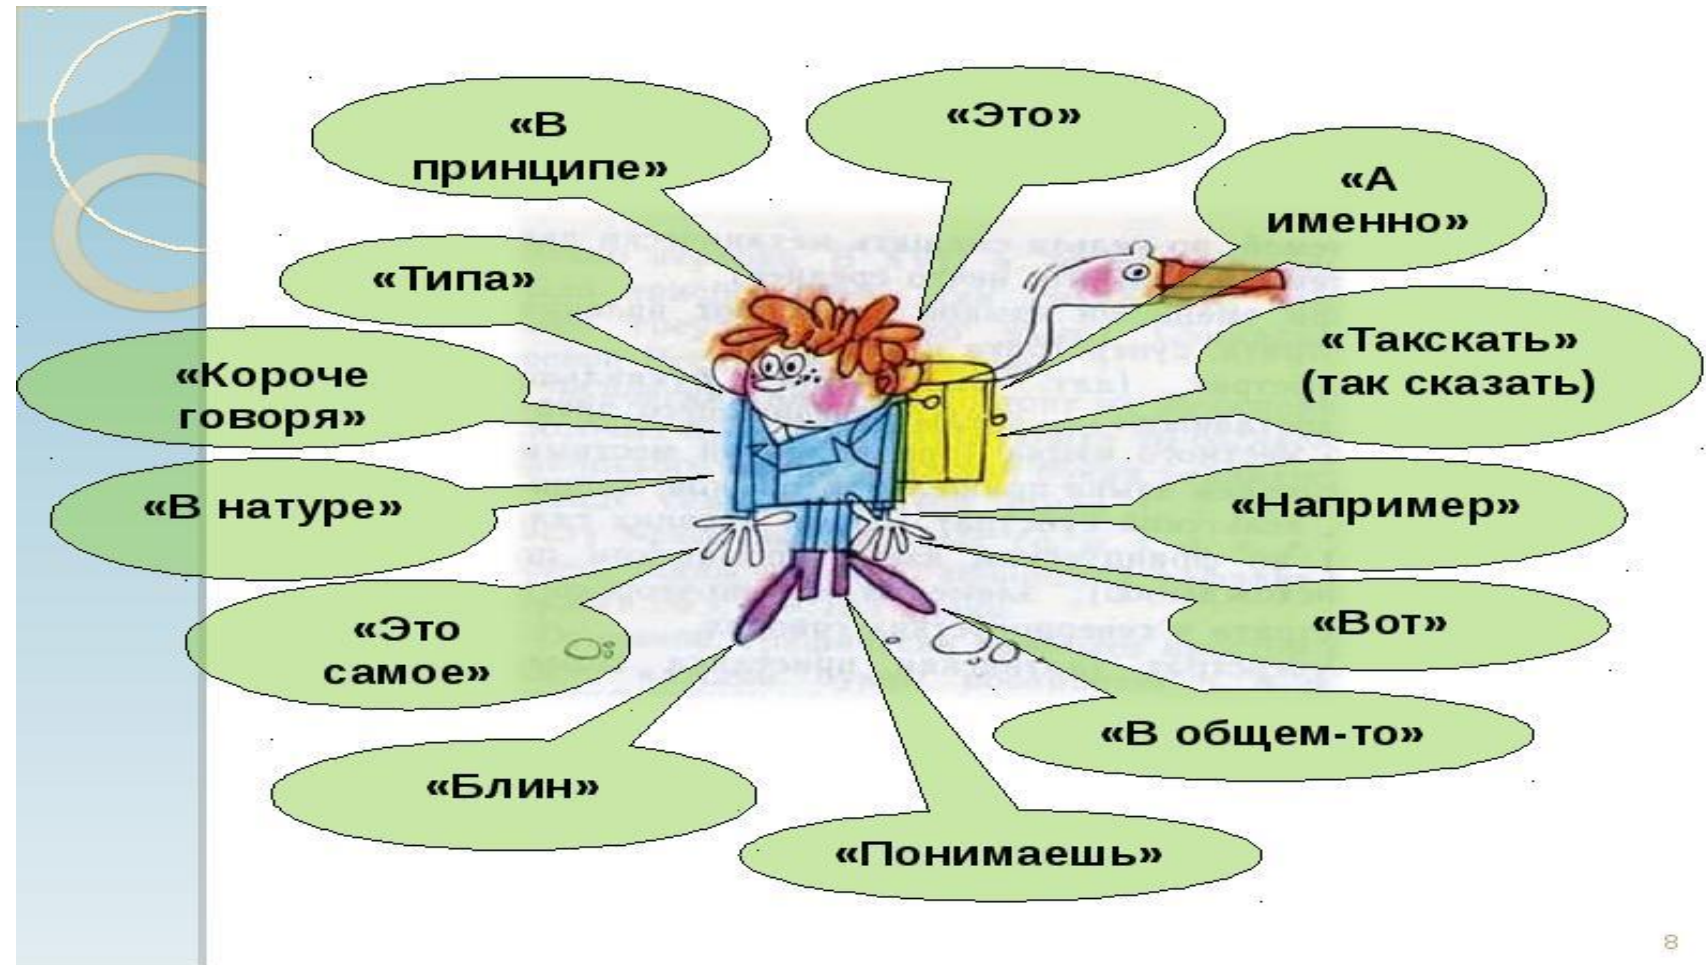 «В
принципе»
«Это»
«А
именно»
«Типа»
«Такскать»
(так сказать)
«Короче
говоря»
«В натуре»
«Например»
«Это
самое»
«Вот»
«В общем-то»
«Блин»
«Понимаешь»
8